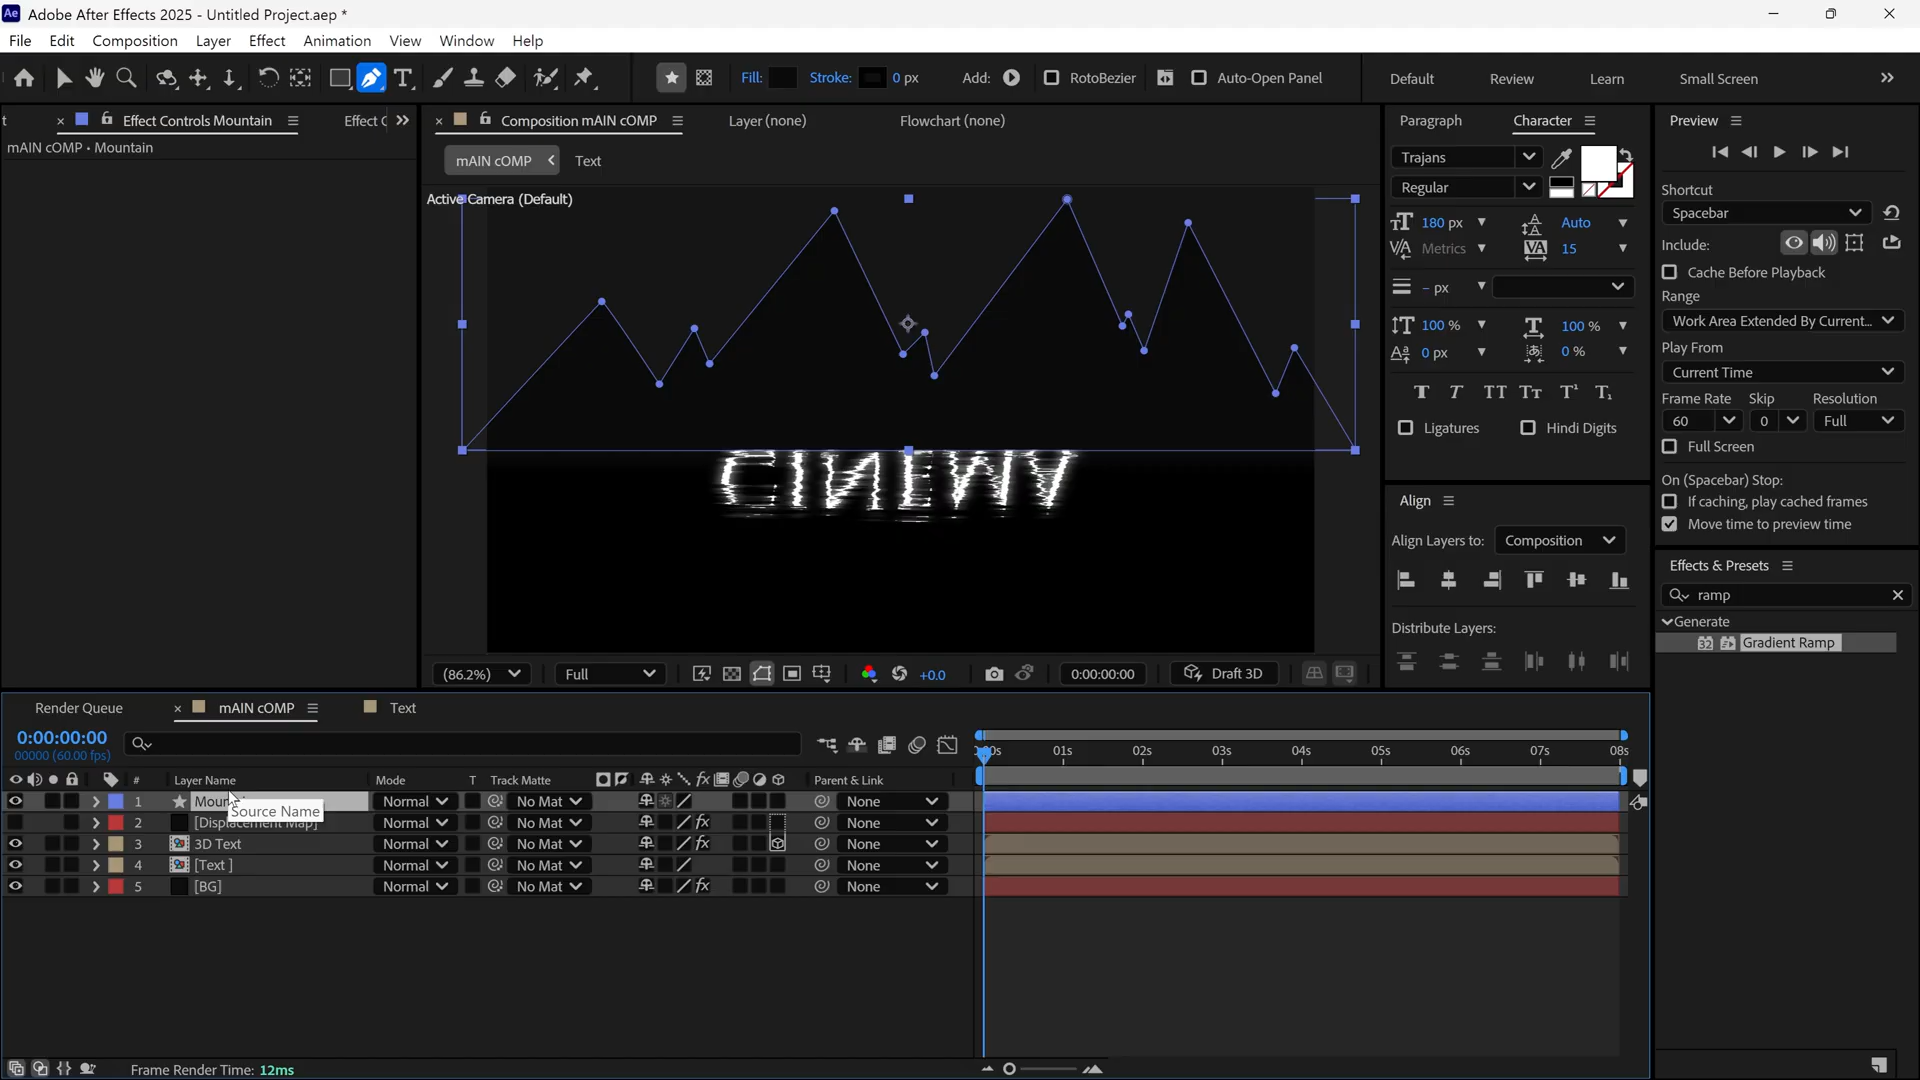 Ae Adobe After Effects 2025 - Untitled Project.aep *
File Edit Composition Layer Effect Animation View Window Help
Fill: Stroke: 0 px Add: RotoBezier Auto-Open Panel Default Review Learn Small Screen
Effect Controls Mountain
Composition mAIN cOMP
Layer (none)
Flowchart (none)
mAIN cOMP • Mountain
mAIN cOMP Text
Active Camera (Default)
CINEMA
(86.2%) Full +0.0 0:00:00:00 Draft 3D
Paragraph Character
Trajans
Regular
180 px Auto
Metrics 15
- px
100 % 100 %
0 px 0 %
Ligatures Hindi Digits
Align
Align Layers to: Composition
Distribute Layers:
Preview
Shortcut
Spacebar
Include:
Cache Before Playback
Range
Work Area Extended By Current...
Play From
Current Time
Frame Rate Skip Resolution
60 0 Full
Full Screen
On (Spacebar) Stop:
If caching, play cached frames
Move time to preview time
Effects & Presets
ramp
Generate
32 Gradient Ramp
Render Queue mAIN cOMP Text
0:00:00:00
00000 (60.00 fps)
01s 02s 03s 04s 05s 06s 07s 08s
# Layer Name Mode T Track Matte Parent & Link
1 Normal No Mat None
Source Name
2 [Displacement Map] Normal No Mat None
3 3D Text Normal No Mat None
4 [Text ] Normal No Mat None
5 [BG] Normal No Mat None
Frame Render Time: 12ms